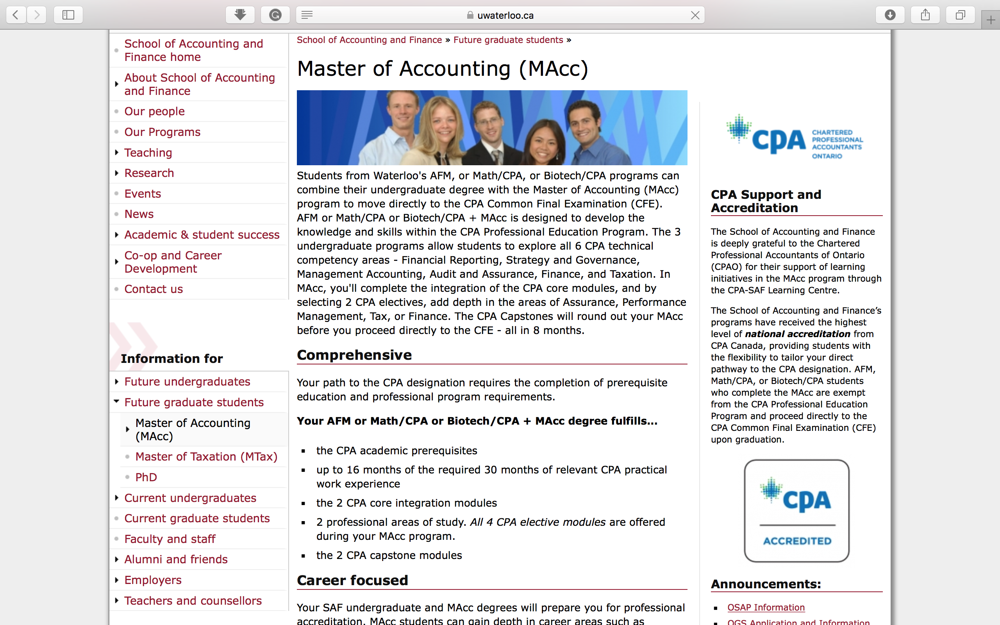 uwaterloo.ca
School of Accounting and
Finance home
About School of Accounting
and Finance
Our people
Our Programs
Teaching
Research
Events
News
Academic & student success
Co-op and Career
Development
Contact us
Information for
Future undergraduates
Future graduate students
Master of Accounting
(MAcc)
Master of Taxation (MTax)
PhD
Current undergraduates
Current graduate students
Faculty and staff
Alumni and friends
Employers
Teachers and counsellors
School of Accounting and Finance » Future graduate students »
Master of Accounting (MAcc)
Students from Waterloo's AFM, or Math/CPA, or Biotech/CPA programs can
combine their undergraduate degree with the Master of Accounting (MAcc)
program to move directly to the CPA Common Final Examination (CFE).
AFM or Math/CPA or Biotech/CPA + MAcc is designed to develop the
knowledge and skills within the CPA Professional Education Program. The 3
undergraduate programs allow students to explore all 6 CPA technical
competency areas - Financial Reporting, Strategy and Governance,
Management Accounting, Audit and Assurance, Finance, and Taxation. In
MAcc, you'll complete the integration of the CPA core modules, and by
selecting 2 CPA electives, add depth in the areas of Assurance, Performance
Management, Tax, or Finance. The CPA Capstones will round out your MAcc
before you proceed directly to the CFE - all in 8 months.
Comprehensive
Your path to the CPA designation requires the completion of prerequisite
education and professional program requirements.
Your AFM or Math/CPA or Biotech/CPA + MAcc degree fulfills...
the CPA academic prerequisites
up to 16 months of the required 30 months of relevant CPA practical
work experience
the 2 CPA core integration modules
2 professional areas of study. All 4 CPA elective modules are offered
during your MAcc program.
the 2 CPA capstone modules
Career focused
Your SAF undergraduate and MAcc degrees will prepare you for professional
accreditation. MAcc students can gain depth in career areas such as
cpa CHARTERED
PROFESSIONAL
ACCOUNTANTS
ONTARIO
CPA Support and
Accreditation
The School of Accounting and Finance
is deeply grateful to the Chartered
Professional Accountants of Ontario
(CPAO) for their support of learning
initiatives in the MAcc program through
the CPA-SAF Learning Centre.
The School of Accounting and Finance’s
programs have received the highest
level of national accreditation from
CPA Canada, providing students with
the flexibility to tailor your direct
pathway to the CPA designation. AFM,
Math/CPA, or Biotech/CPA students
who complete the MAcc are exempt
from the CPA Professional Education
Program and proceed directly to the
CPA Common Final Examination (CFE)
upon graduation.
cpa
ACCREDITED
Announcements:
OSAP Information
OGS Application and Information